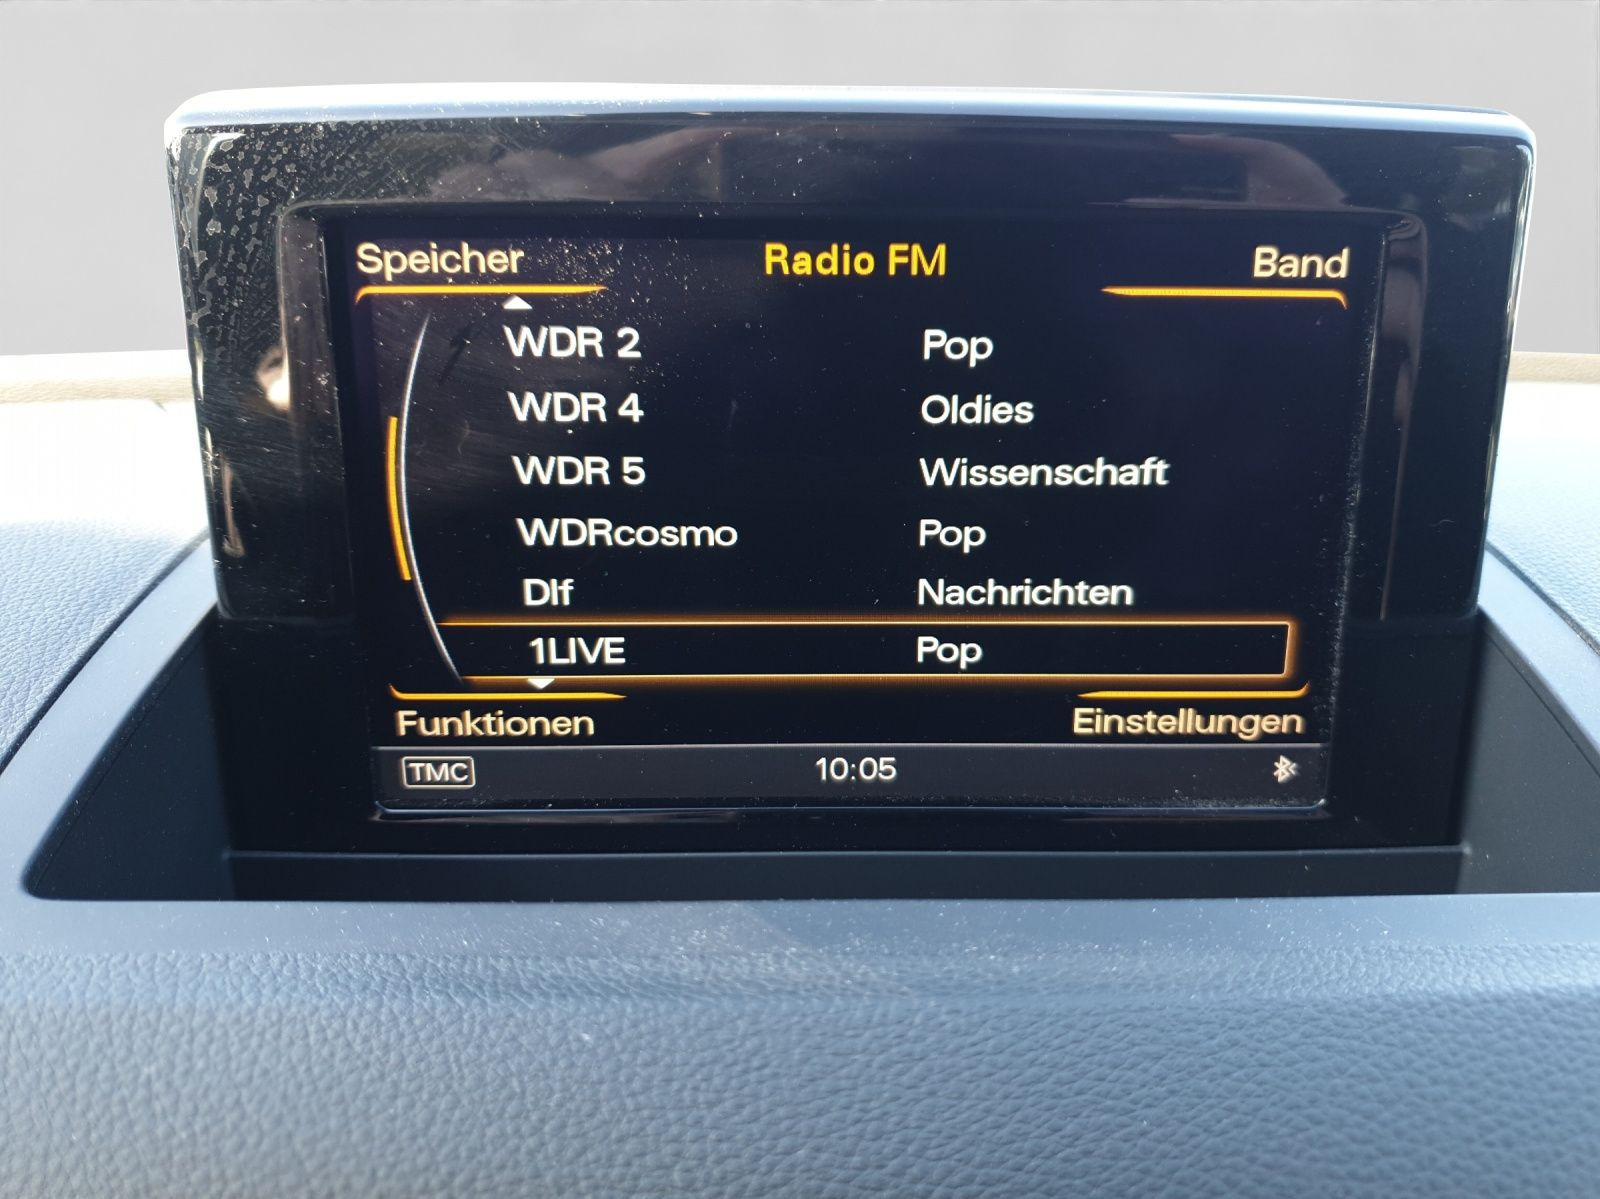 Speicher Radio FM Band
WDR 2 Pop
WDR 4 Oldies
WDR 5 Wissenschaft
WDRcosmo Pop
Dlf Nachrichten
1LIVE Pop
Funktionen Einstellungen
TMC 10:05